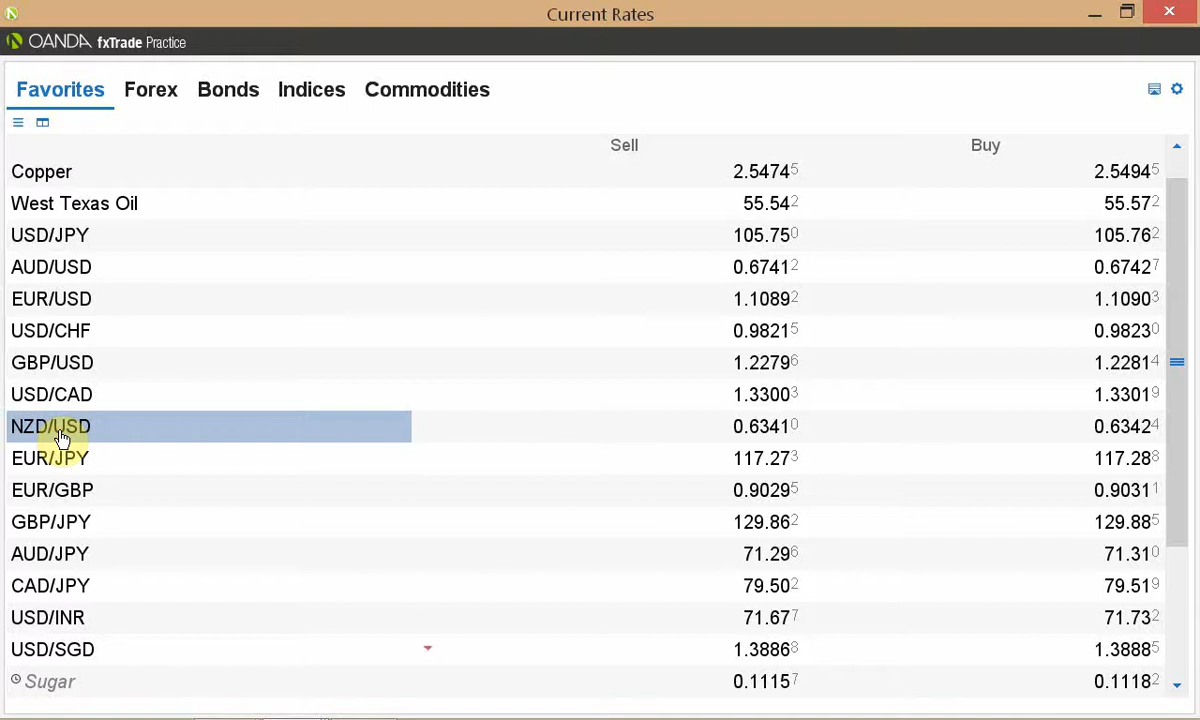 Current Rates
OANDA fxTrade Practice
Favorites Forex Bonds Indices Commodities
Sell Buy
Copper 2.54745 2.54945
West Texas Oil 55.542 55.572
USD/JPY 105.750 105.762
AUD/USD 0.67412 0.67427
EUR/USD 1.10892 1.10903
USD/CHF 0.98215 0.98230
GBP/USD 1.22796 1.22814
USD/CAD 1.33003 1.33019
NZD/USD 0.63410 0.63424
EUR/JPY 117.273 117.288
EUR/GBP 0.90295 0.90311
GBP/JPY 129.862 129.885
AUD/JPY 71.296 71.310
CAD/JPY 79.502 79.519
USD/INR 71.677 71.732
USD/SGD 1.38868 1.38885
Sugar 0.11157 0.11182